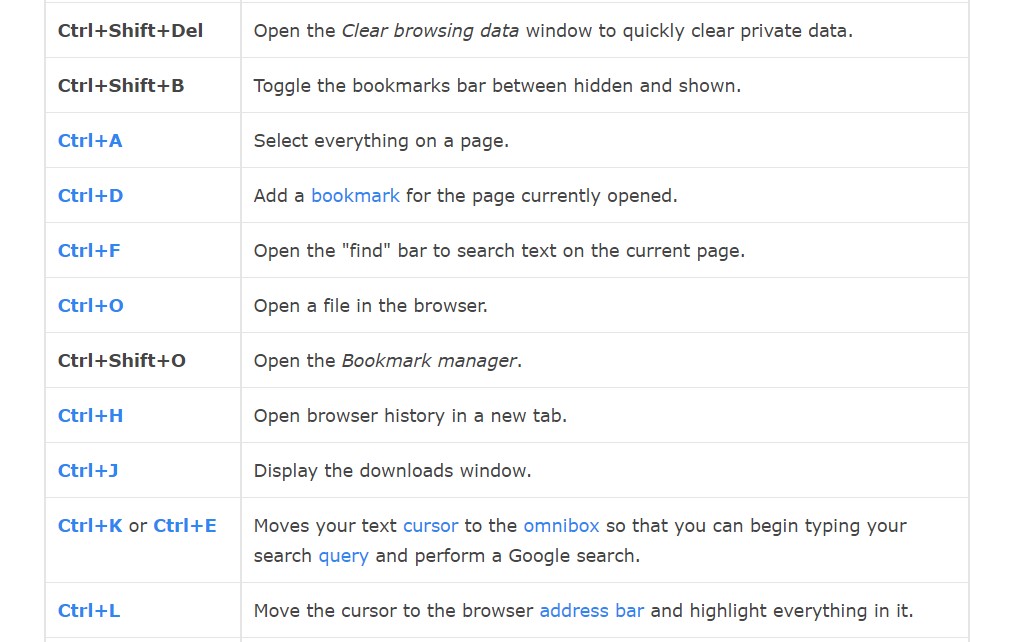 Ctrl+Shift+Del Open the Clear browsing data window to quickly clear private data.
Ctrl+Shift+B Toggle the bookmarks bar between hidden and shown.
Ctrl+A Select everything on a page.
Ctrl+D Add a bookmark for the page currently opened.
Ctrl+F Open the "find" bar to search text on the current page.
Ctrl+O Open a file in the browser.
Ctrl+Shift+O Open the Bookmark manager.
Ctrl+H Open browser history in a new tab.
Ctrl+J Display the downloads window.
Ctrl+K or Ctrl+E Moves your text cursor to the omnibox so that you can begin typing your
search query and perform a Google search.
Ctrl+L Move the cursor to the browser address bar and highlight everything in it.